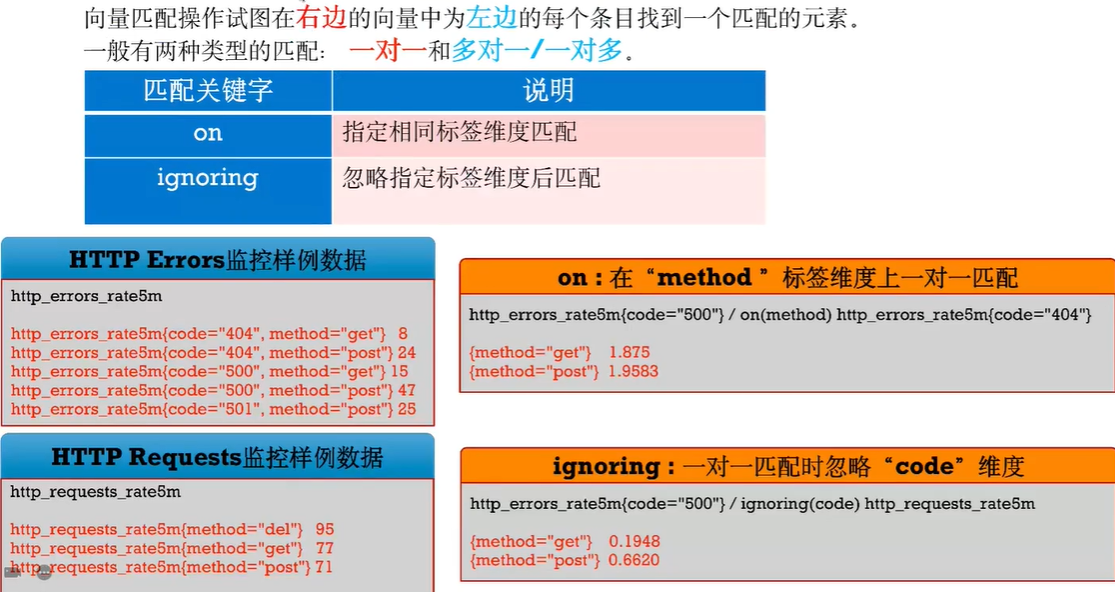 向量匹配操作试图在右边的向量中为左边的每个条目找到一个匹配的元素。
一般有两种类型的匹配： 一对一和多对一/一对多。
匹配关键字 说明
on 指定相同标签维度匹配
ignoring 忽略指定标签维度后匹配
HTTP Errors监控样例数据
http_errors_rate5m
http_errors_rate5m{code="404", method="get"} 8
http_errors_rate5m{code="404", method="post"} 24
http_errors_rate5m{code="500", method="get"} 15
http_errors_rate5m{code="500", method="post"} 47
http_errors_rate5m{code="501", method="post"} 25
on : 在“method ”标签维度上一对一匹配
http_errors_rate5m{code="500"} / on(method) http_errors_rate5m{code="404"}
{method="get"} 1.875
{method="post"} 1.9583
HTTP Requests监控样例数据
http_requests_rate5m
http_requests_rate5m{method="del"} 95
http_requests_rate5m{method="get"} 77
http_requests_rate5m{method="post"} 71
ignoring : 一对一匹配时忽略“code”维度
http_errors_rate5m{code="500"} / ignoring(code) http_requests_rate5m
{method="get"} 0.1948
{method="post"} 0.6620